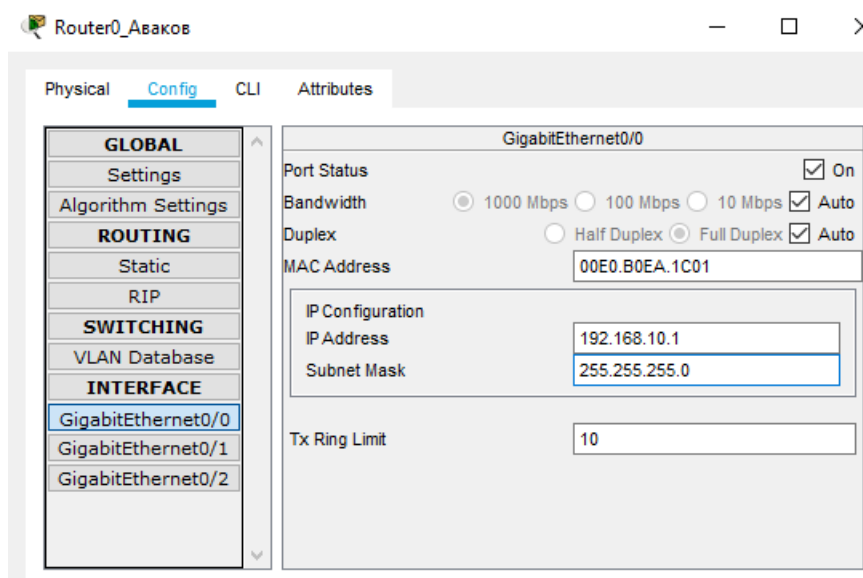 Router0_Аваков
Physical Config CLI Attributes
GLOBAL
Settings
Algorithm Settings
ROUTING
Static
RIP
SWITCHING
VLAN Database
INTERFACE
GigabitEthernet0/0
GigabitEthernet0/1
GigabitEthernet0/2
GigabitEthernet0/0
Port Status On
Bandwidth 1000 Mbps 100 Mbps 10 Mbps Auto
Duplex Half Duplex Full Duplex Auto
MAC Address 00E0.B0EA.1C01
IP Configuration
IP Address 192.168.10.1
Subnet Mask 255.255.255.0
Tx Ring Limit 10